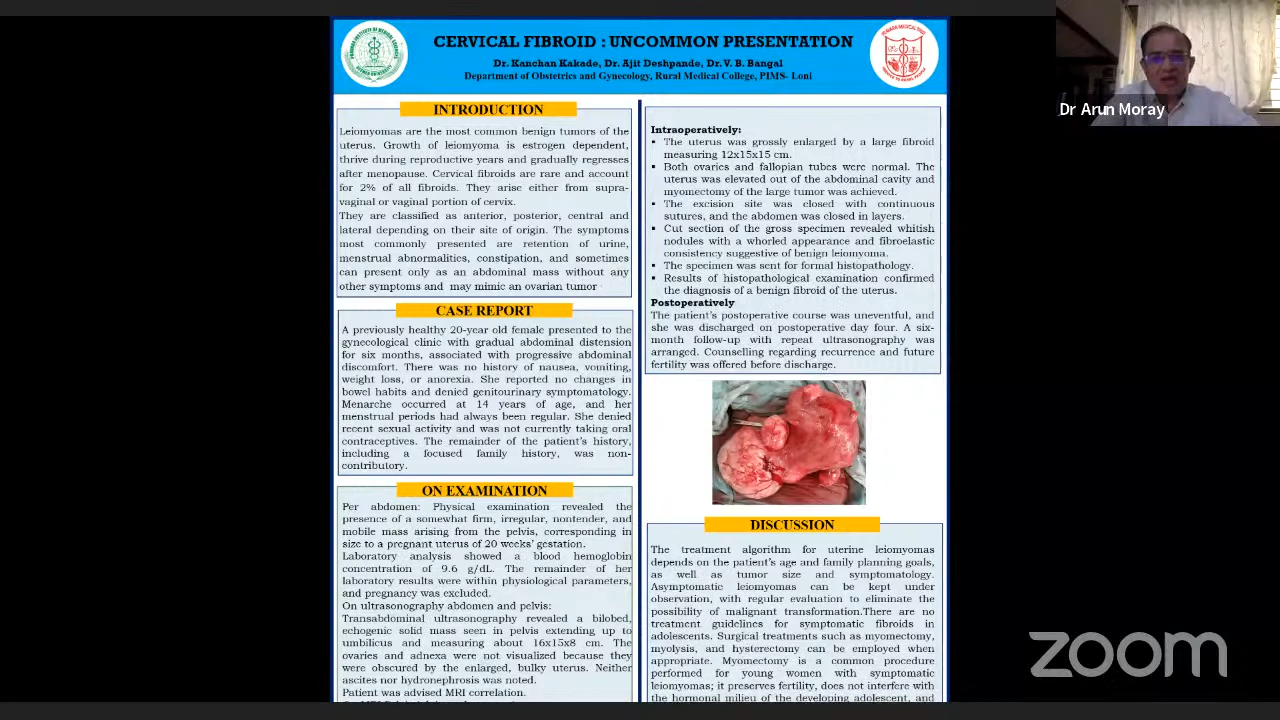 CERVICAL FIBROID : UNCOMMON PRESENTATION
Dr. Kanchan Kakade, Dr. Ajit Deshpande, Dr. V. B. Bangal
Department of Obstetrics and Gynecology, Rural Medical College, PIMS- Loni
Dr Arun Moray
INTRODUCTION
Leiomyomas are the most common benign tumors of the
uterus. Growth of leiomyoma is estrogen dependent,
thrive during reproductive years and gradually regresses
after menopause. Cervical fibroids are rare and account
for 2% of all fibroids. They arise either from supra-
vaginal or vaginal portion of cervix.
They are classified as anterior, posterior, central and
lateral depending on their site of origin. The symptoms
most commonly presented are retention of urine,
menstrual abnormalities, constipation, and sometimes
can present only as an abdominal mass without any
other symptoms and may mimic an ovarian tumor
CASE REPORT
A previously healthy 20-year old female presented to the
gynecological clinic with gradual abdominal distension
for six months, associated with progressive abdominal
discomfort. There was no history of nausea, vomiting,
weight loss, or anorexia. She reported no changes in
bowel habits and denied genitourinary symptomatology.
Menarche occurred at 14 years of age, and her
menstrual periods had always been regular. She denied
recent sexual activity and was not currently taking oral
contraceptives. The remainder of the patient's history,
including a focused family history, was non-
contributory.
ON EXAMINATION
Per abdomen: Physical examination revealed the
presence of a somewhat firm, irregular, nontender, and
mobile mass arising from the pelvis, corresponding in
size to a pregnant uterus of 20 weeks' gestation.
Laboratory analysis showed a blood hemoglobin
concentration of 9.6 g/dL. The remainder of her
laboratory results were within physiological parameters,
and pregnancy was excluded.
On ultrasonography abdomen and pelvis:
Transabdominal ultrasonography revealed a bilobed,
echogenic solid mass seen in pelvis extending up to
umbilicus and measuring about 16x15x8 cm. The
ovaries and adnexa were not visualized because they
were obscured by the enlarged, bulky uterus. Neither
ascites nor hydronephrosis was noted.
Patient was advised MRI correlation.
Intraoperatively:
▪ The uterus was grossly enlarged by a large fibroid
measuring 12x15x15 cm.
▪ Both ovaries and fallopian tubes were normal. The
uterus was elevated out of the abdominal cavity and
myomectomy of the large tumor was achieved.
▪ The excision site was closed with continuous
sutures, and the abdomen was closed in layers.
▪ Cut section of the gross specimen revealed whitish
nodules with a whorled appearance and fibroelastic
consistency suggestive of benign leiomyoma.
▪ The specimen was sent for formal histopathology.
▪ Results of histopathological examination confirmed
the diagnosis of a benign fibroid of the uterus.
Postoperatively
The patient's postoperative course was uneventful, and
she was discharged on postoperative day four. A six-
month follow-up with repeat ultrasonography was
arranged. Counselling regarding recurrence and future
fertility was offered before discharge.
DISCUSSION
The treatment algorithm for uterine leiomyomas
depends on the patient's age and family planning goals,
as well as tumor size and symptomatology.
Asymptomatic leiomyomas can be kept under
observation, with regular evaluation to eliminate the
possibility of malignant transformation.There are no
treatment guidelines for symptomatic fibroids in
adolescents. Surgical treatments such as myomectomy,
myolysis, and hysterectomy can be employed when
appropriate. Myomectomy is a common procedure
performed for young women with symptomatic
leiomyomas; it preserves fertility, does not interfere with
the hormonal milieu of the developing adolescent, and
zoom